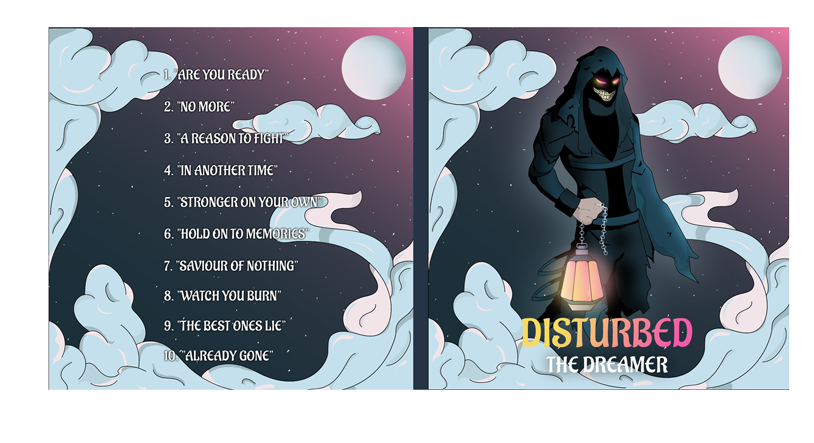 1. "ARE YOU READY"
2. "NO MORE"
3. "A REASON TO FIGHT"
4. "IN ANOTHER TIME"
5. "STRONGER ON YOUR OWN"
6. "HOLD ON TO MEMORIES"
7. "SAVIOUR OF NOTHING"
8. "WATCH YOU BURN"
9. "THE BEST ONES LIE"
10. "ALREADY GONE"
DISTURBED
THE DREAMER